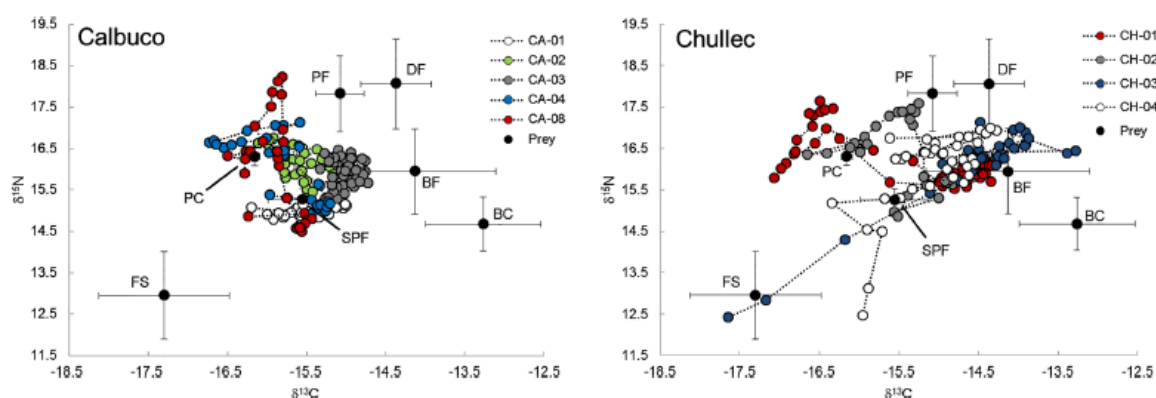 Calbuco
19.5
18.5
17.5
16.5
15.5
14.5
13.5
12.5
11.5
δ¹⁵N
-18.5 -17.5 -16.5 -15.5 -14.5 -13.5 -12.5
δ¹³C
CA-01
CA-02
CA-03
CA-04
CA-08
Prey
PF
DF
PC
BF
BC
SPF
FS
Chullec
19.5
18.5
17.5
16.5
15.5
14.5
13.5
12.5
11.5
δ¹⁵N
-18.5 -17.5 -16.5 -15.5 -14.5 -13.5 -12.5
δ¹³C
CH-01
CH-02
CH-03
CH-04
Prey
PF
DF
PC
BF
BC
SPF
FS